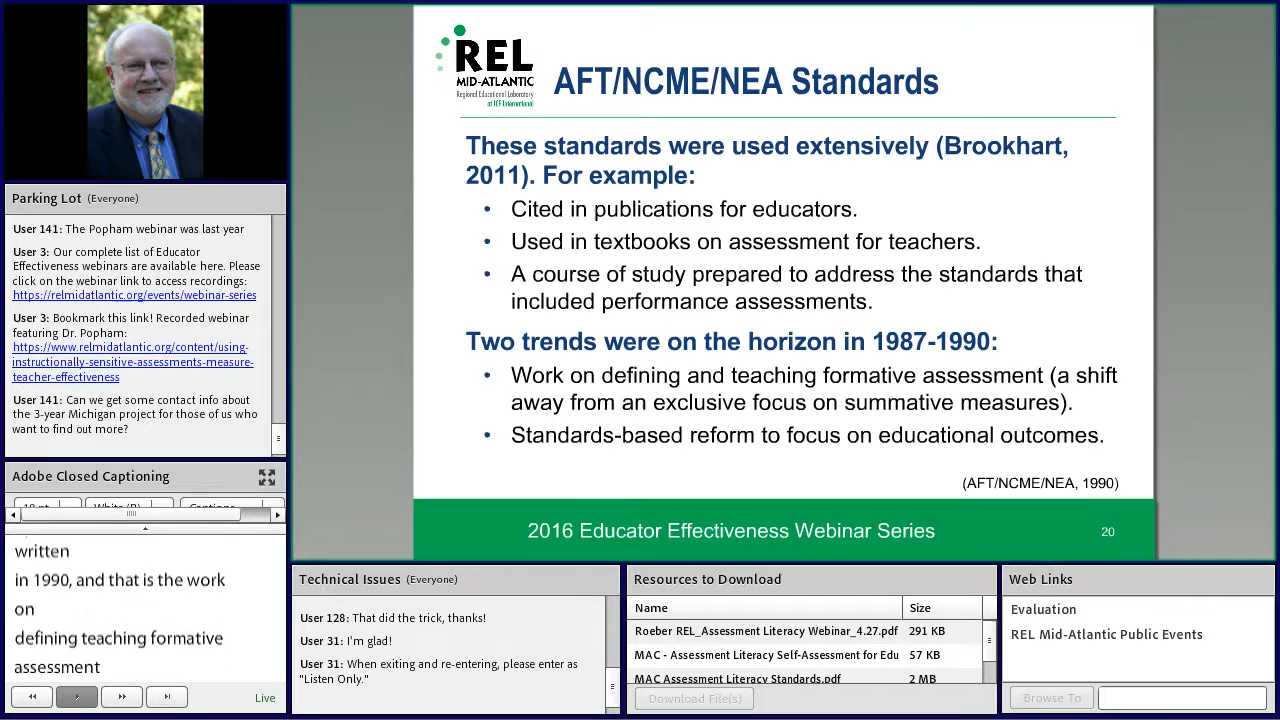 REL
MID-ATLANTIC
Regional Educational Laboratory
at ICF International
AFT/NCME/NEA Standards
These standards were used extensively (Brookhart,
2011). For example:
• Cited in publications for educators.
• Used in textbooks on assessment for teachers.
• A course of study prepared to address the standards that
included performance assessments.
Two trends were on the horizon in 1987-1990:
• Work on defining and teaching formative assessment (a shift
away from an exclusive focus on summative measures).
• Standards-based reform to focus on educational outcomes.
(AFT/NCME/NEA, 1990)
2016 Educator Effectiveness Webinar Series
20
Parking Lot (Everyone)
User 141: The Popham webinar was last year
User 3: Our complete list of Educator
Effectiveness webinars are available here. Please
click on the webinar link to access recordings:
https://relmidatlantic.org/events/webinar-series
User 3: Bookmark this link! Recorded webinar
featuring Dr. Popham:
https://www.relmidatlantic.org/content/using-
instructionally-sensitive-assessments-measure-
teacher-effectiveness
User 141: Can we get some contact info about
the 3-year Michigan project for those of us who
want to find out more?
Adobe Closed Captioning
18 pt
White (B)
Captions
written
in 1990, and that is the work
on
defining teaching formative
assessment
Live
Technical Issues (Everyone)
User 128: That did the trick, thanks!
User 31: I'm glad!
User 31: When exiting and re-entering, please enter as
"Listen Only."
Resources to Download
Name Size
Roeber REL_Assessment Literacy Webinar_4.27.pdf 291 KB
MAC - Assessment Literacy Self-Assessment for Edu 57 KB
MAC Assessment Literacy Standards.pdf 2 MB
Download File(s)
Web Links
Evaluation
REL Mid-Atlantic Public Events
Browse To